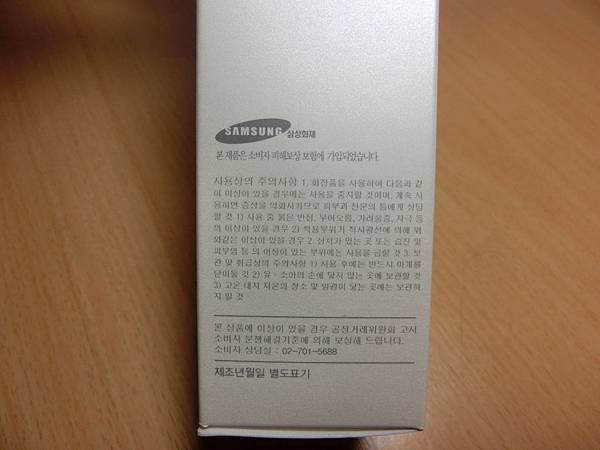 SAMSUNG 삼성화재
본 제품은 소비자 피해보상 보험에 가입되었습니다.
사용상의 주의사항 1. 화장품을 사용하여 다음과 같
이 이상이 있을 경우에는 사용을 중지할 것이며, 계속 사
용하면 증상을 악화시키므로 피부과 전문의 등에게 상담
할 것 1) 사용 중 붉은 반점, 부어오름, 가려움증, 자극 등
의 이상이 있을 경우 2) 적용부위가 직사광선에 의해 위
와같은 이상이 있을 경우 2. 상처가 있는 곳 또는 습진 및
피부염 등 의 이상이 있는 부위에는 사용을 금할 것 3. 보
관 및 취급상의 주의사항 1) 사용 후에는 반드시 마개를
닫아둘 것 2) 유·소아의 손에 닿지 않는 곳에 보관할 것
3) 고온 내지 저온의 장소 및 일광이 닿는 곳에는 보관하
지 말 것
본 상품에 이상이 있을 경우 공정거래위원회 고시
소비자 분쟁해결기준에 의해 보상해 드립니다.
소비자 상담실 : 02-701-5688
제조년월일 별도표기